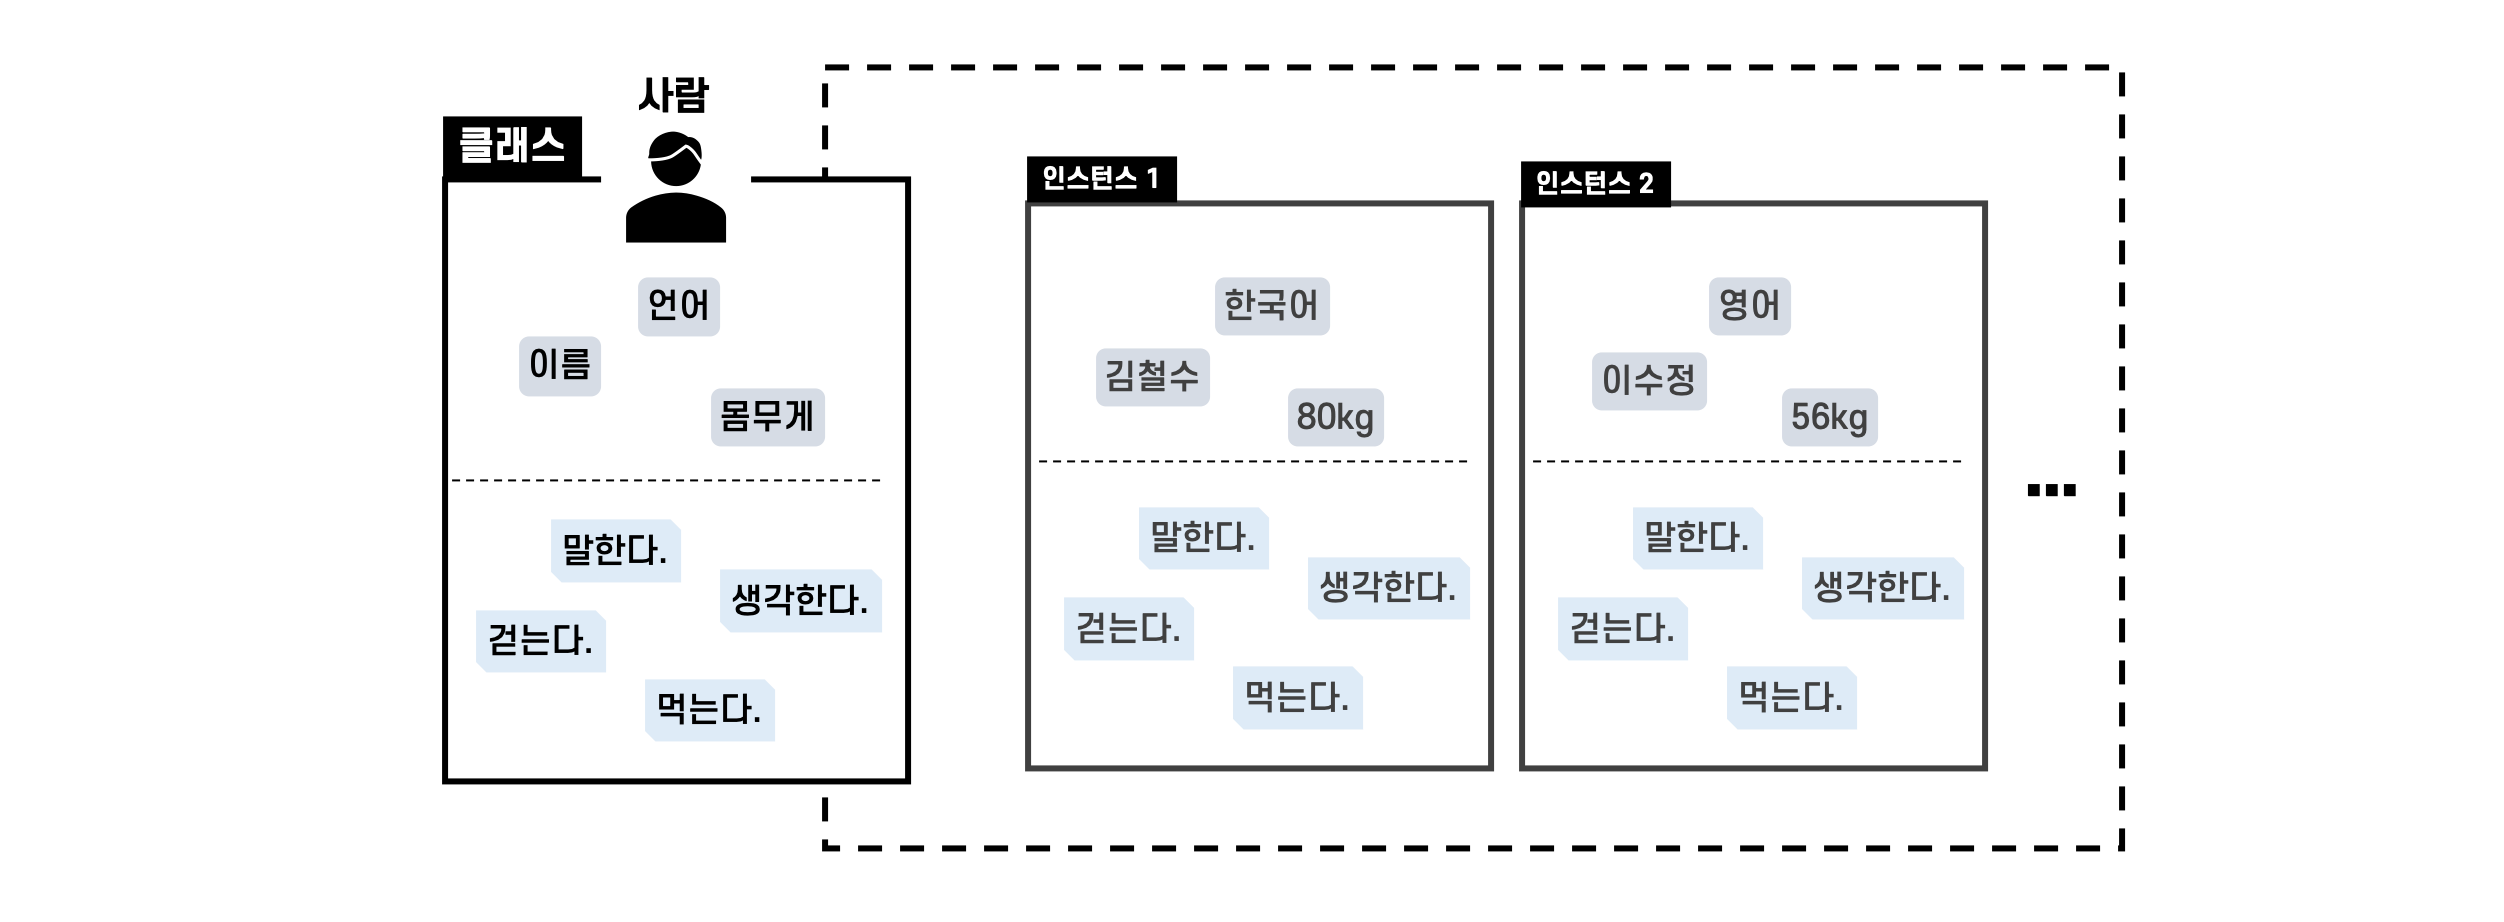 사람
클래스
언어
이름
몸무게
말한다.
생각한다.
걷는다.
먹는다.
인스턴스 1
한국어
김철수
80kg
말한다.
생각한다.
걷는다.
먹는다.
인스턴스 2
영어
이수정
56kg
말한다.
생각한다.
걷는다.
먹는다.
...